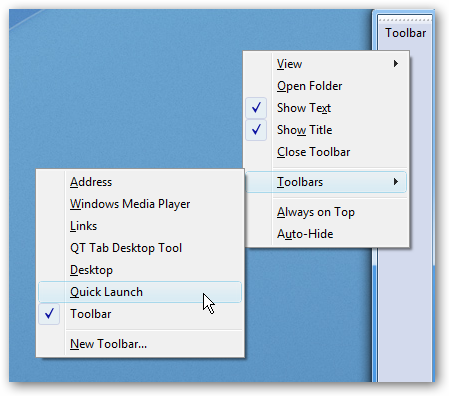 Toolbar
View
Open Folder
Show Text
Show Title
Close Toolbar
Toolbars
Always on Top
Auto-Hide
Address
Windows Media Player
Links
QT Tab Desktop Tool
Desktop
Quick Launch
Toolbar
New Toolbar...